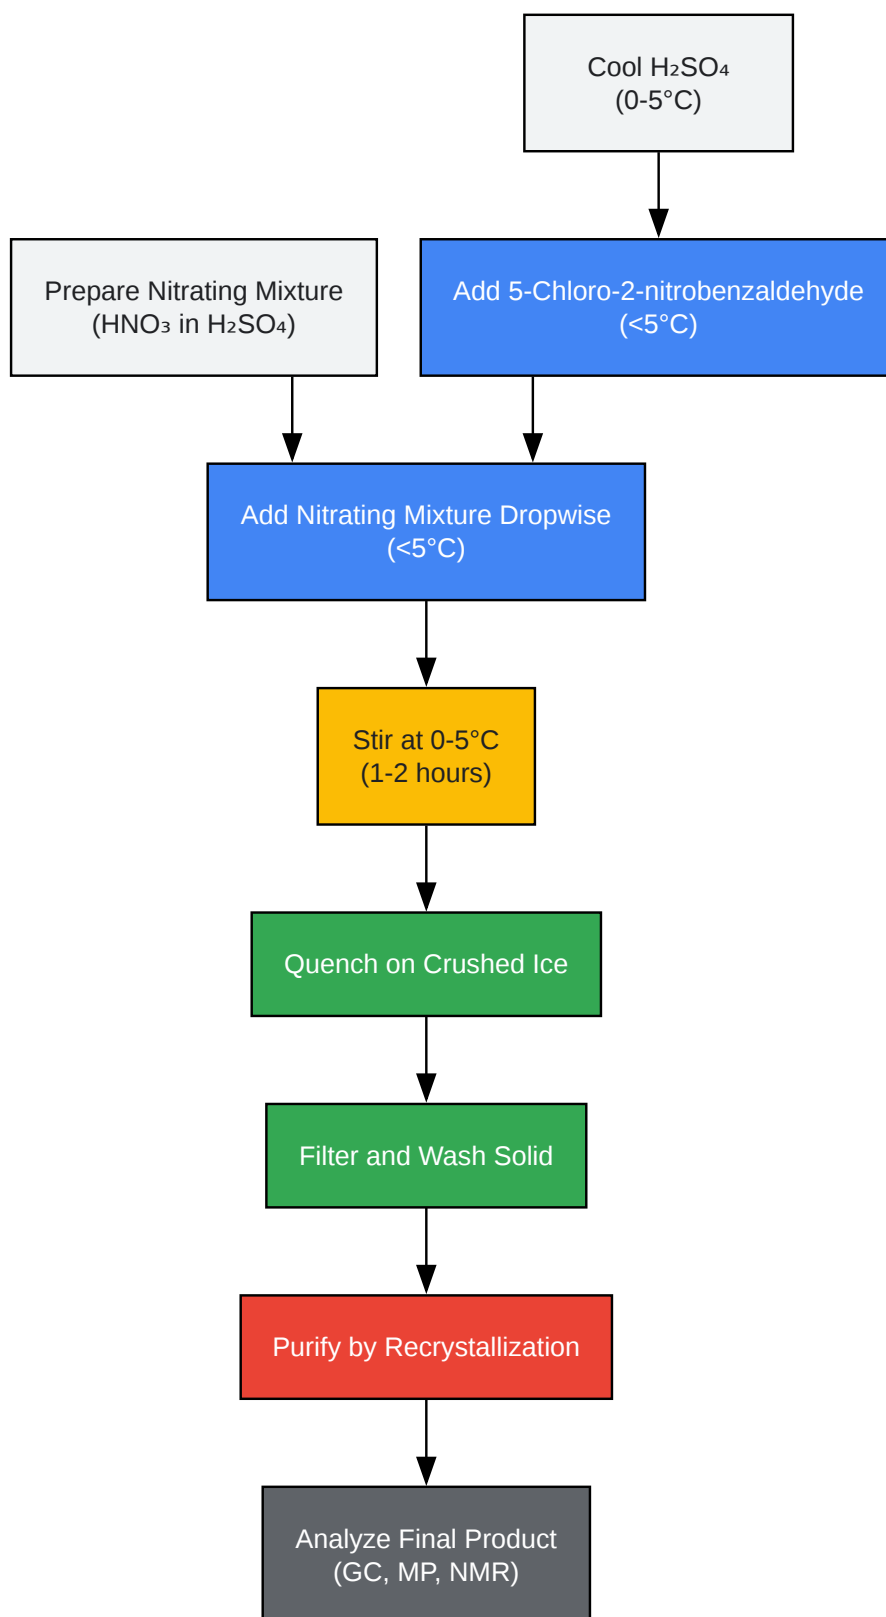 Cool H₂SO₄
(0-5°C)
Prepare Nitrating Mixture
(HNO₃ in H₂SO₄)
Add 5-Chloro-2-nitrobenzaldehyde
(<5°C)
Add Nitrating Mixture Dropwise
(<5°C)
Stir at 0-5°C
(1-2 hours)
Quench on Crushed Ice
Filter and Wash Solid
Purify by Recrystallization
Analyze Final Product
(GC, MP, NMR)